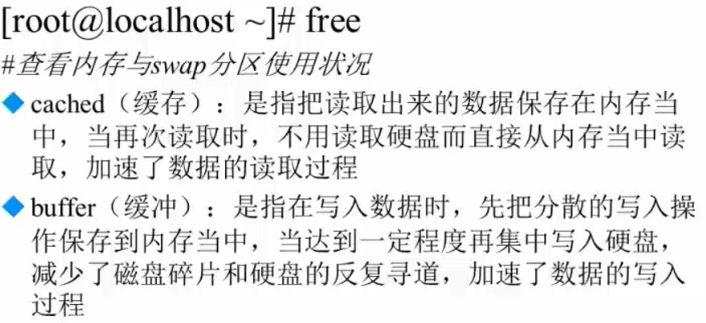 [root@localhost ~]# free
#查看内存与swap分区使用状况
cached（缓存）：是指把读取出来的数据保存在内存当
中，当再次读取时，不用读取硬盘而直接从内存当中读
取，加速了数据的读取过程
buffer（缓冲）：是指在写入数据时，先把分散的写入操
作保存到内存当中，当达到一定程度再集中写入硬盘，
减少了磁盘碎片和硬盘的反复寻道，加速了数据的写入
过程